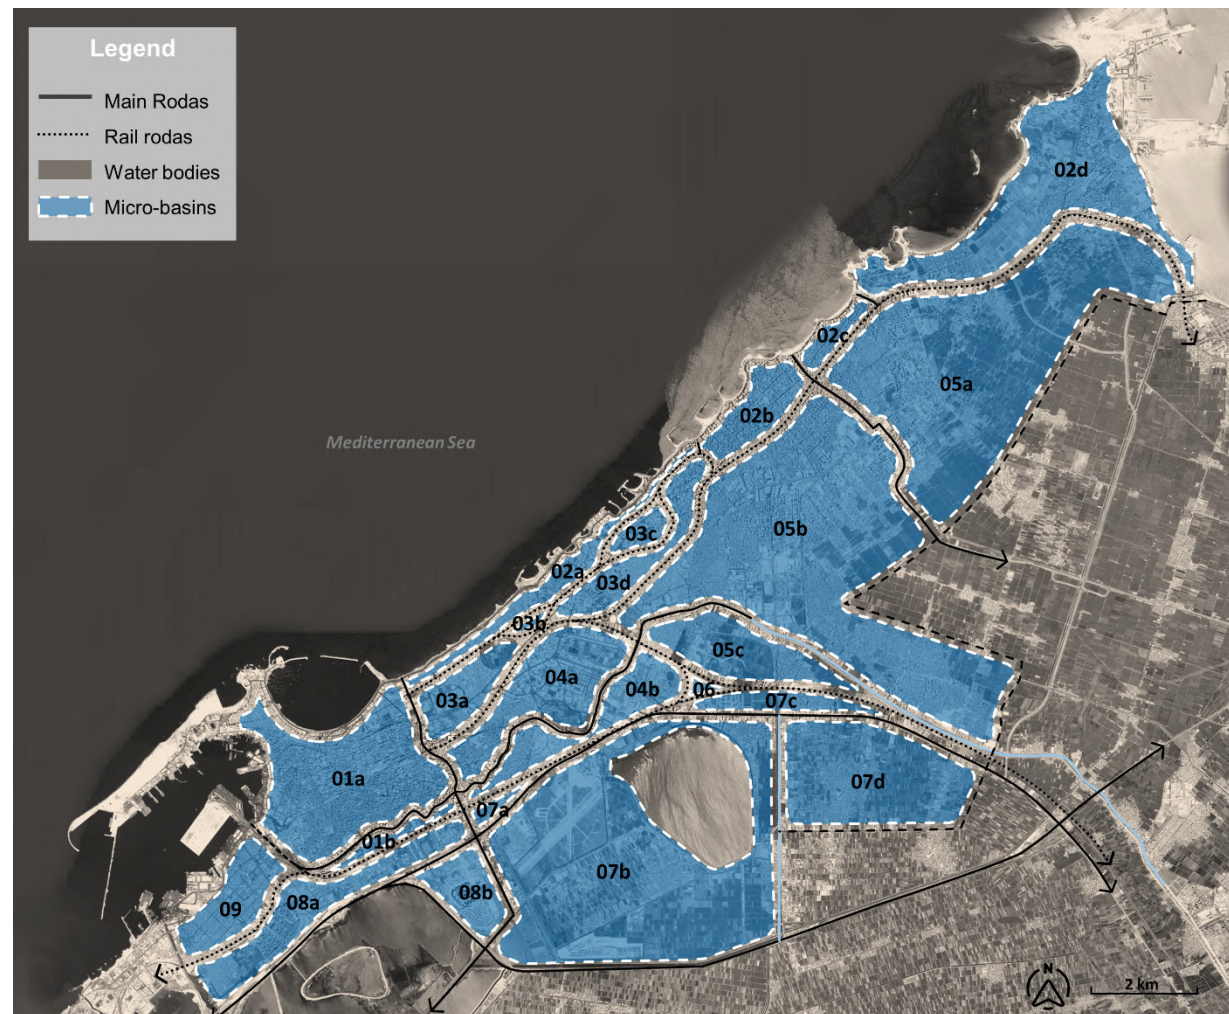 Legend
Main Rodas
Rail rodas
Water bodies
Micro-basins
02d
02c
05a
02b
Mediterranean Sea
03c
05b
02a
03d
03b
05c
04a
04b
06
03a
07c
01a
07d
07a
01b
07b
08b
08a
09
N
2 km